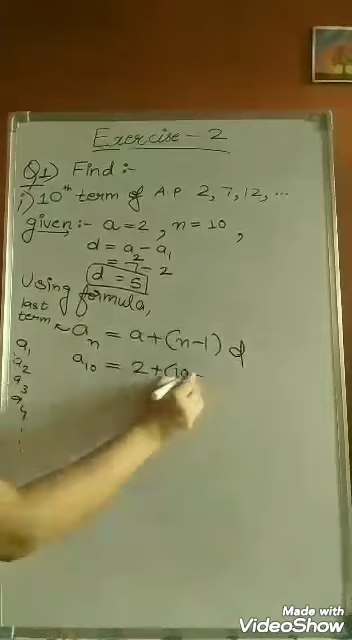 Exercise - 2
Q1) Find :-
i) 10th term of A P 2, 7, 12, ...
given :- a = 2, n = 10,
d = a2 - a1
= 7 - 2
d = 5
Using formula,
last term ~ an = a + (n-1) d
a10 = 2 + (10 -
a1
a2
a3
Made with
VideoShow